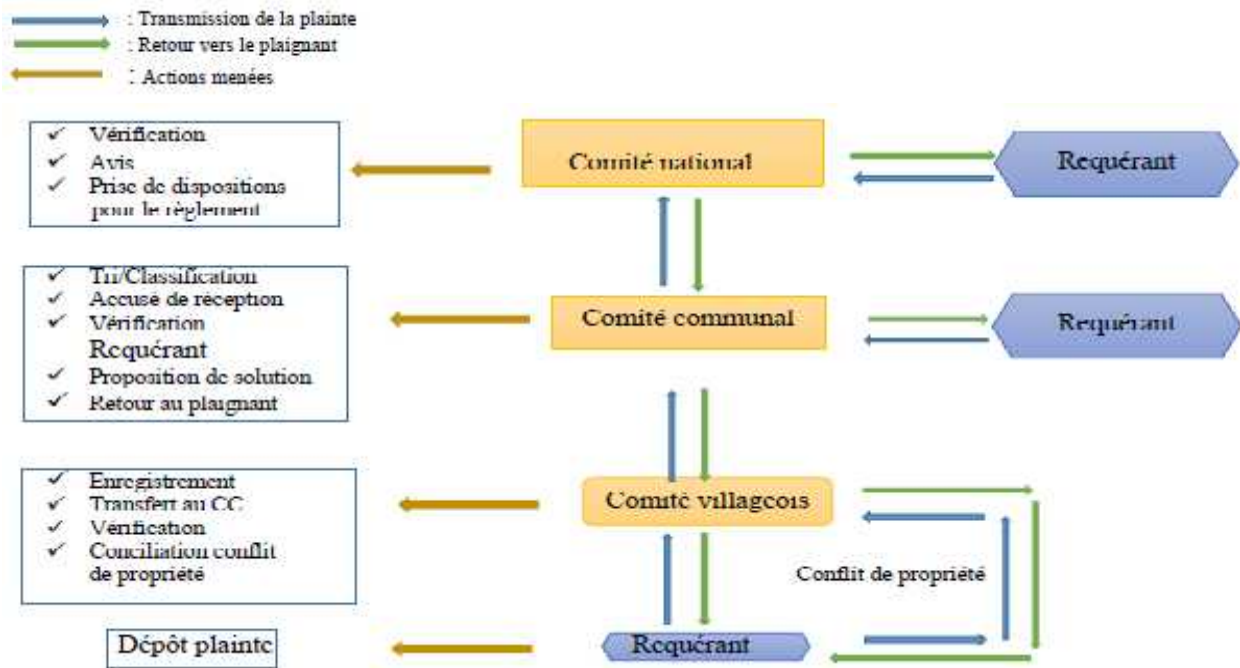 : Transmission de la plainte
: Retour vers le plaignant
: Actions menées
✓ Vérification
✓ Avis
✓ Prise de dispositions
pour le règlement
Comité national
Requérant
✓ Tri/Classification
✓ Accusé de réception
✓ Vérification
Requérant
✓ Proposition de solution
✓ Retour au plaignant
Comité communal
Requérant
✓ Enregistrement
✓ Transfert au CC
✓ Vérification
✓ Conciliation conflit
de propriété
Comité villageois
Conflit de propriété
Dépôt plainte
Requérant